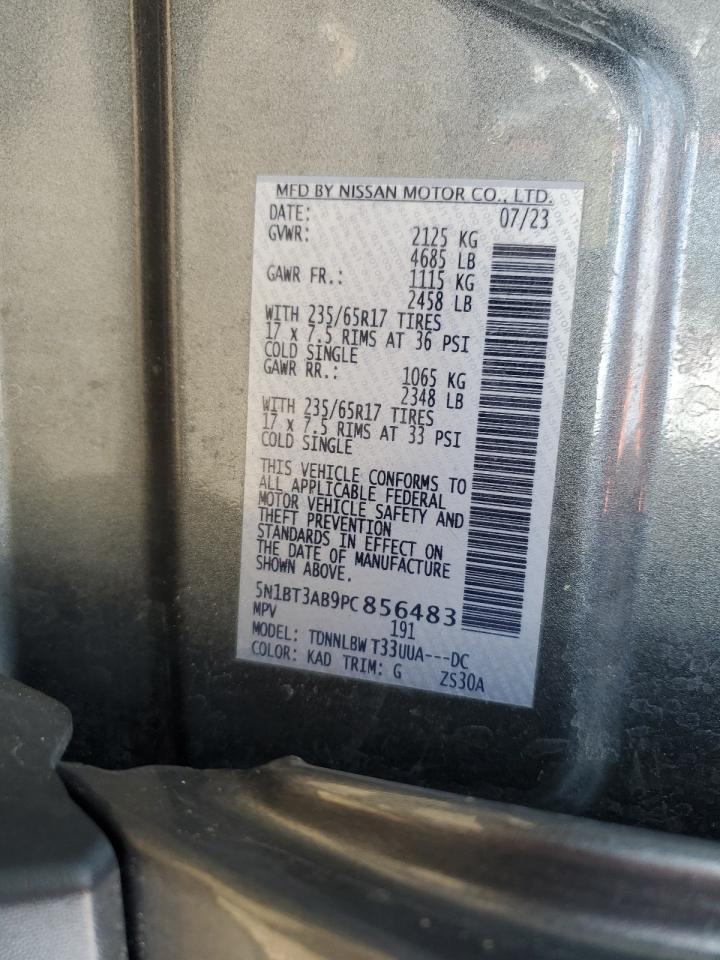 MFD BY NISSAN MOTOR CO., LTD.
DATE: 07/23
GVWR: 2125 KG
4685 LB
GAWR FR.: 1115 KG
2458 LB
WITH 235/65R17 TIRES
17 x 7.5 RIMS AT 36 PSI
COLD SINGLE
GAWR RR.: 1065 KG
2348 LB
WITH 235/65R17 TIRES
17 x 7.5 RIMS AT 33 PSI
COLD SINGLE
THIS VEHICLE CONFORMS TO
ALL APPLICABLE FEDERAL
MOTOR VEHICLE SAFETY AND
THEFT PREVENTION
STANDARDS IN EFFECT ON
THE DATE OF MANUFACTURE
SHOWN ABOVE.
5N1BT3AB9PC856483
MPV 191
MODEL: TDNNLBW T33UUA---DC
COLOR: KAD TRIM: G ZS30A